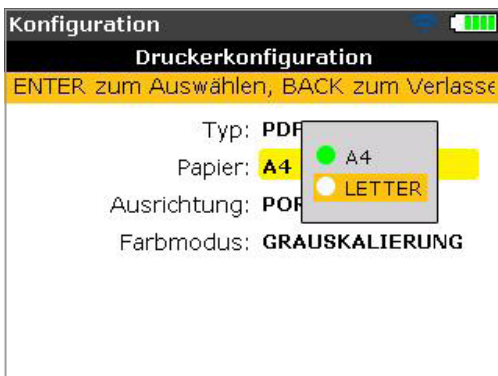 Konfiguration
Druckerkonfiguration
ENTER zum Auswählen, BACK zum Verlasse
Typ: PDF
Papier: A4
A4
LETTER
Ausrichtung: POR
Farbmodus: GRAUSKALIERUNG